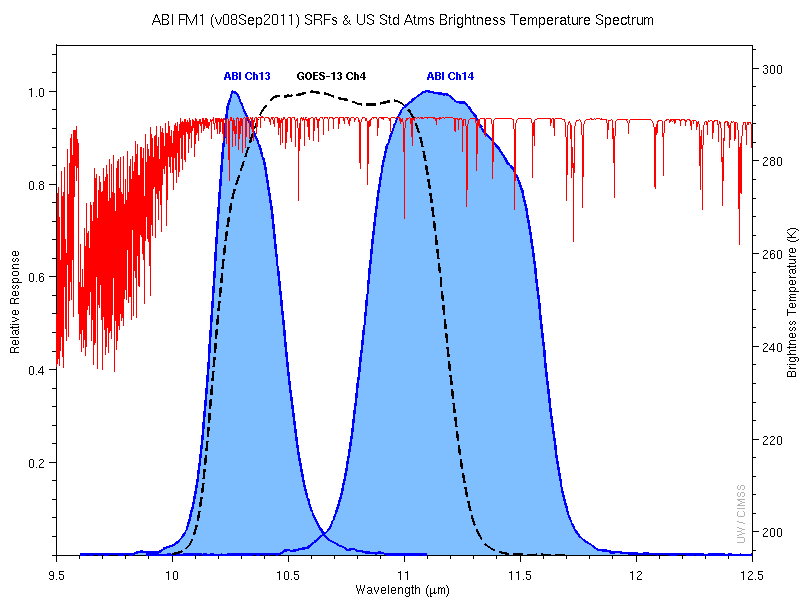 ABI FM1 (v08Sep2011) SRFs & US Std Atms Brightness Temperature Spectrum
ABI Ch13
GOES-13 Ch4
ABI Ch14
1.0
0.8
0.6
0.4
0.2
Relative Response
300
280
260
240
220
200
Brightness Temperature (K)
UW / CIMSS
9.5
10
10.5
11
11.5
12
12.5
Wavelength (μm)